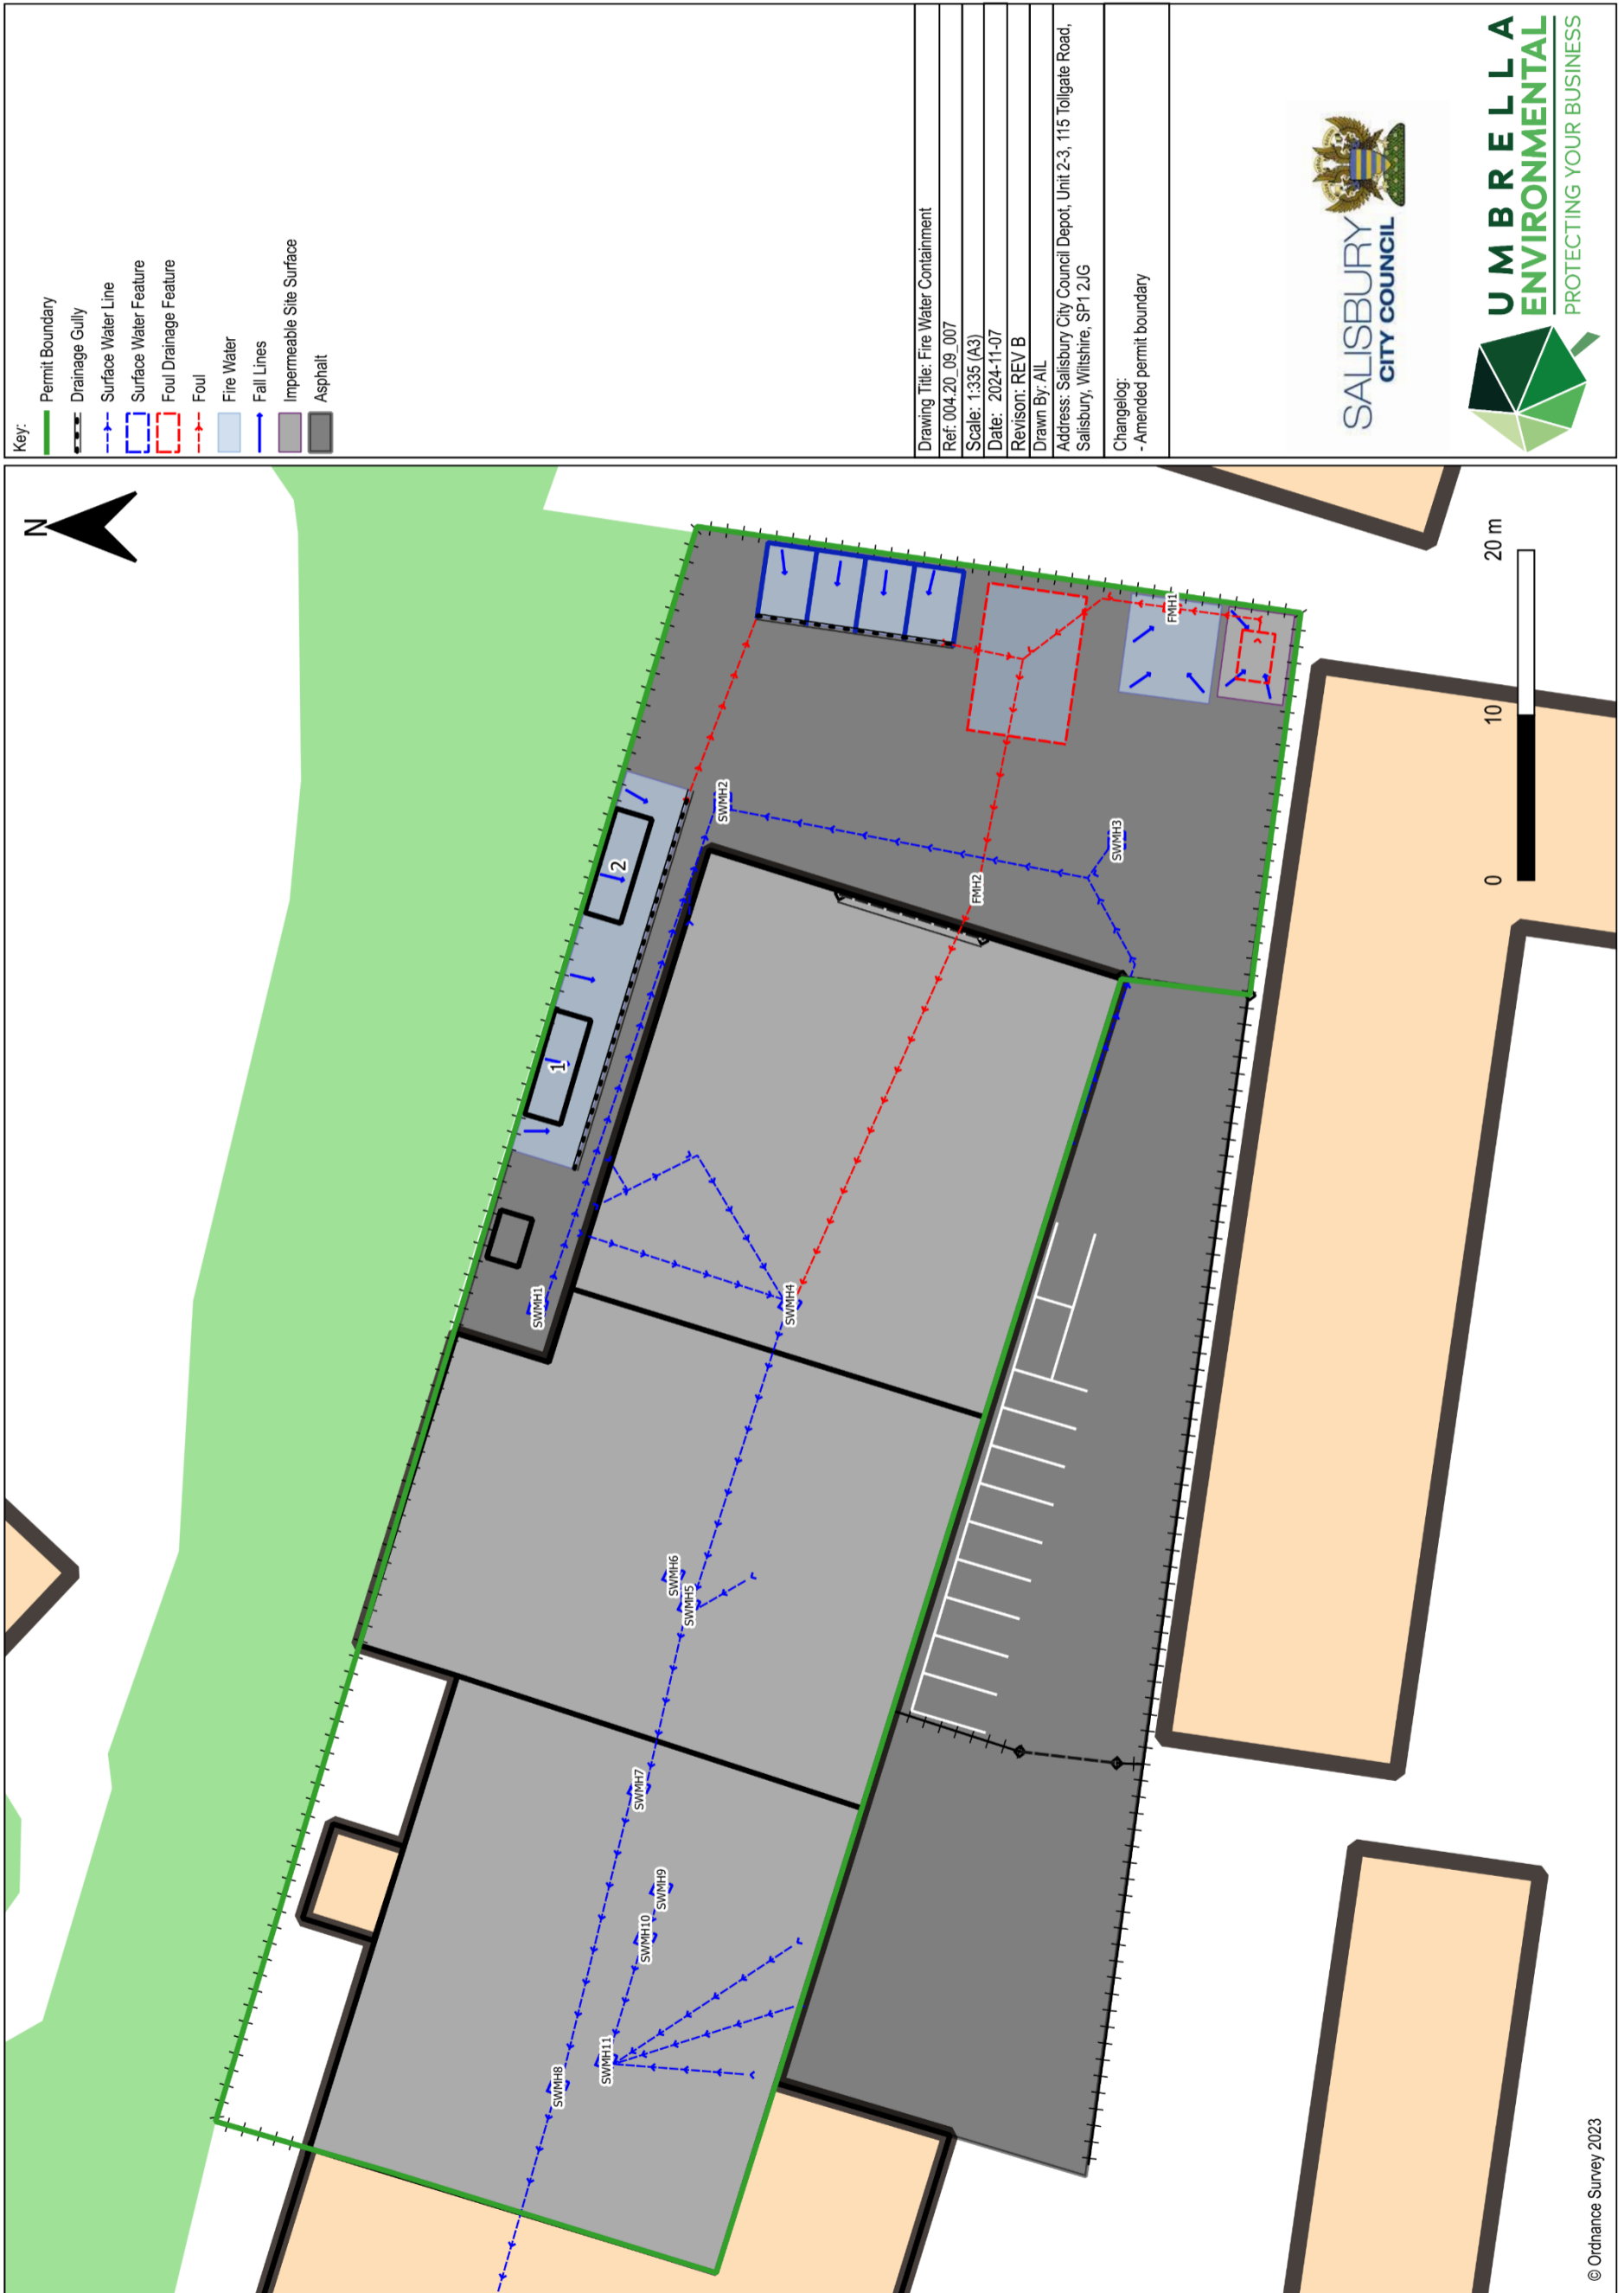 Key:
Permit Boundary
Drainage Gully
Surface Water Line
Surface Water Feature
Foul Drainage Feature
Foul
Fire Water
Fall Lines
Impermeable Site Surface
Asphalt
Drawing Title: Fire Water Containment
Ref: 004.20_09_007
Scale: 1:335 (A3)
Date: 2024-11-07
Revison: REV B
Drawn By: AIL
Address: Salisbury City Council Depot, Unit 2-3, 115 Tollgate Road,
Salisbury, Wiltshire, SP1 2JG
Changelog:
- Amended permit boundary
SALISBURY
CITY COUNCIL
UMBRELLA
ENVIRONMENTAL
PROTECTING YOUR BUSINESS
N
SWMH1
1
2
SWMH2
SWMH3
FMH1
FMH2
SWMH4
SWMH6
SWMH5
SWMH7
SWMH9
SWMH10
SWMH11
SWMH8
0 10 20 m
© Ordnance Survey 2023